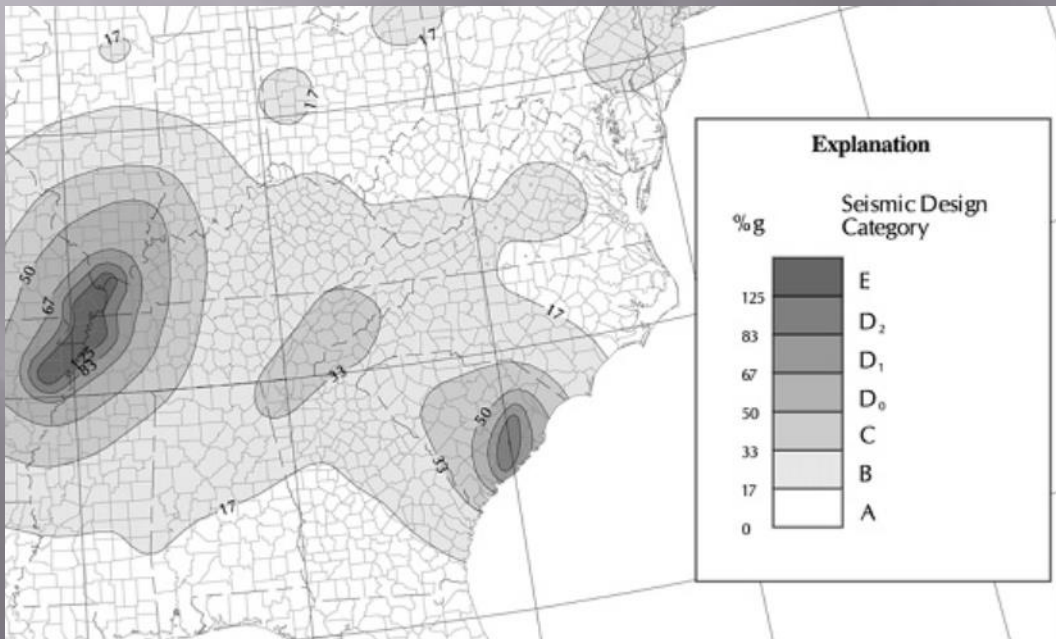 17
17
17
50
67
125
83
33
17
50
33
17
Explanation
%g
Seismic Design
Category
E
125
D₂
83
D₁
67
D₀
50
C
33
B
17
A
0